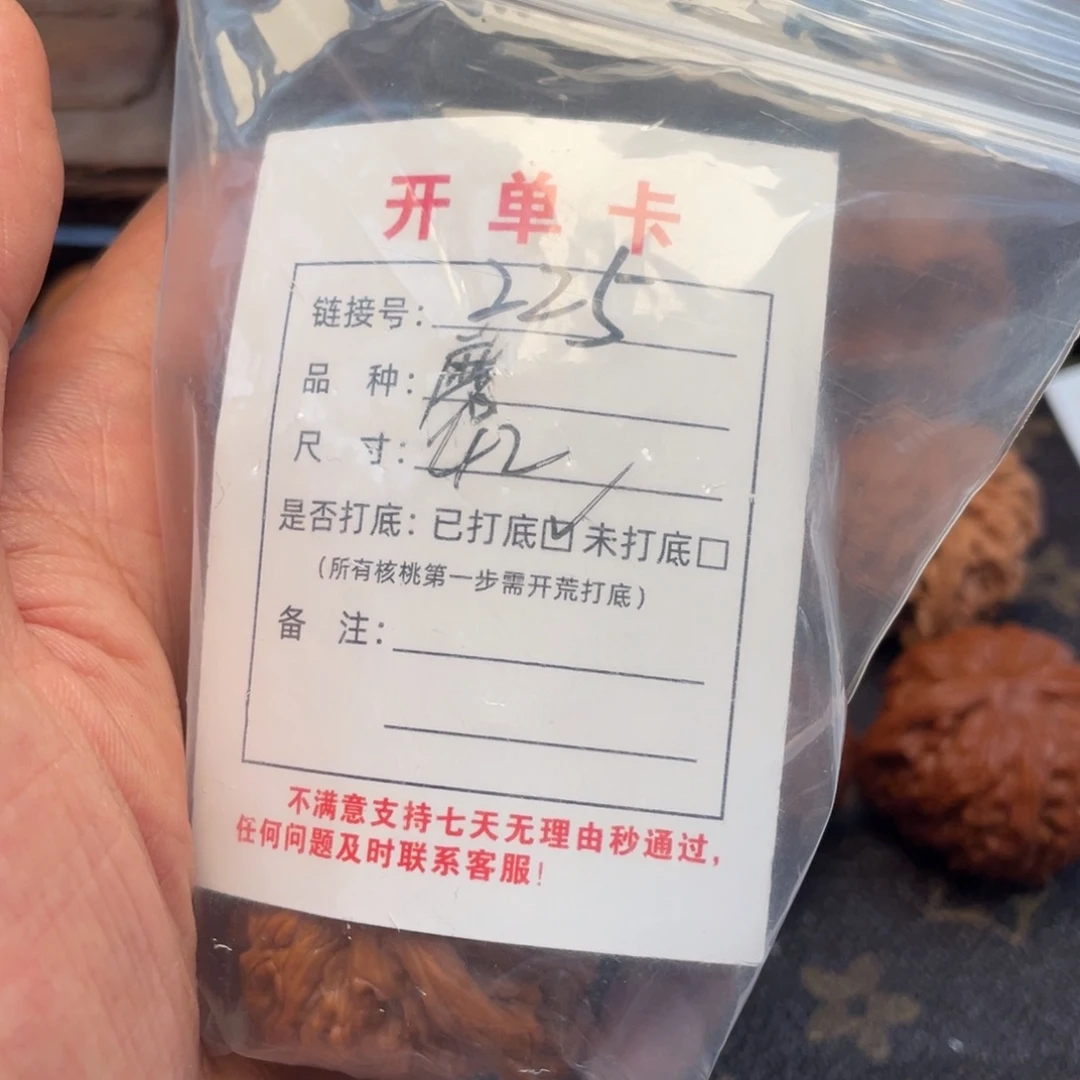 开单卡
链接号: 225
品 种:
尺 寸: 42
是否打底: 已打底☑ 未打底□
(所有核桃第一步需开荒打底)
备 注:
不满意支持七天无理由秒通过,
任何问题及时联系客服!